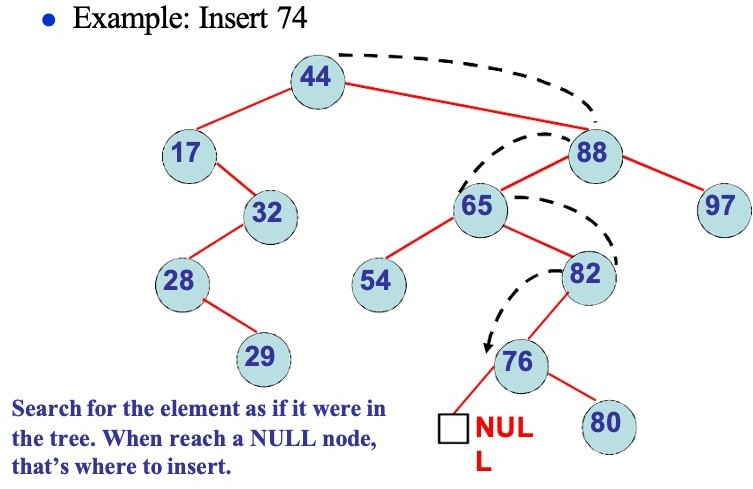 • Example: Insert 74
44
17
88
32
65
97
28
54
82
29
76
80
NUL
L
Search for the element as if it were in
the tree. When reach a NULL node,
that's where to insert.